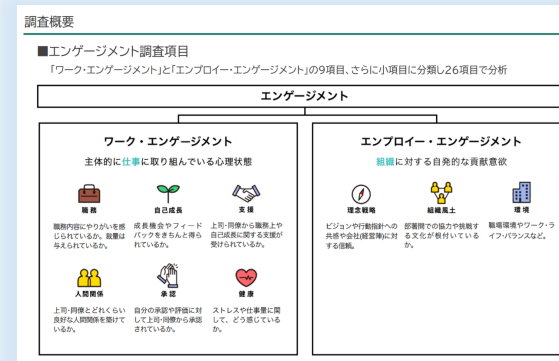 調査概要
■エンゲージメント調査項目
「ワーク・エンゲージメント」と「エンプロイー・エンゲージメント」の9項目、さらに小項目に分類し26項目で分析
エンゲージメント
ワーク・エンゲージメント
主体的に仕事に取り組んでいる心理状態
職務
職務内容にやりがいを感
じられているか。裁量は
与えられているか。
自己成長
成長機会やフィード
バックをきちんと得ら
れているか。
支援
上司・同僚から職務上や
自己成長に関する支援が
受けられているか。
人間関係
上司・同僚とどれくらい
良好な人間関係を築けて
いるか。
承認
自分の承認や評価に対
して上司・同僚から承認
されているか。
健康
ストレスや仕事量に関
して、どう感じている
か。
エンプロイー・エンゲージメント
組織に対する自発的な貢献意欲
理念戦略
ビジョンや行動指針への
共感や会社(経営陣)に対
する信頼。
組織風土
部署間での協力や挑戦す
る文化が根付いている
か。
環境
職場環境やワーク・ラ
イフ・バランスなど。